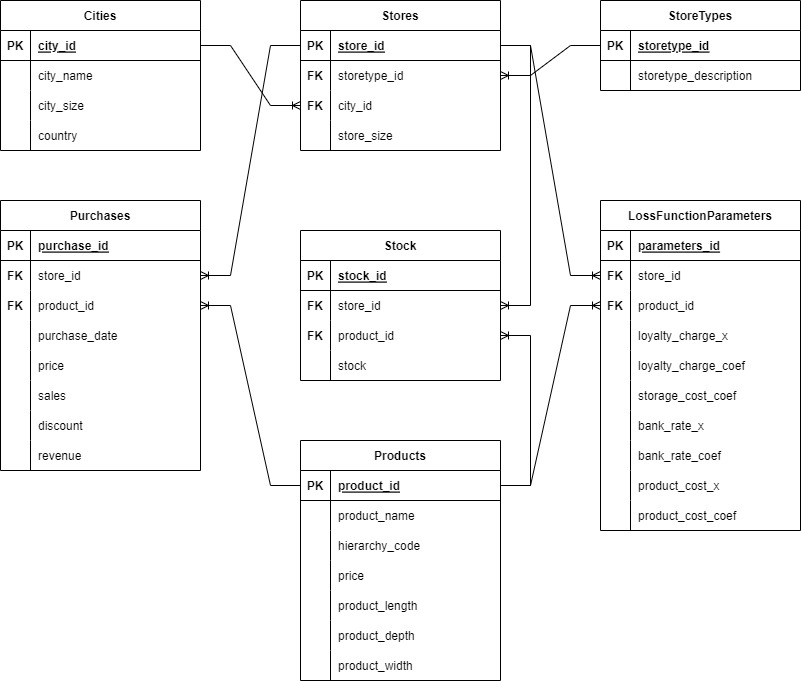 Cities
PK city_id
city_name
city_size
country
Stores
PK store_id
FK storetype_id
FK city_id
store_size
StoreTypes
PK storetype_id
storetype_description
Purchases
PK purchase_id
FK store_id
FK product_id
purchase_date
price
sales
discount
revenue
Stock
PK stock_id
FK store_id
FK product_id
stock
LossFunctionParameters
PK parameters_id
FK store_id
FK product_id
loyalty_charge_x
loyalty_charge_coef
storage_cost_coef
bank_rate_x
bank_rate_coef
product_cost_x
product_cost_coef
Products
PK product_id
product_name
hierarchy_code
price
product_length
product_depth
product_width